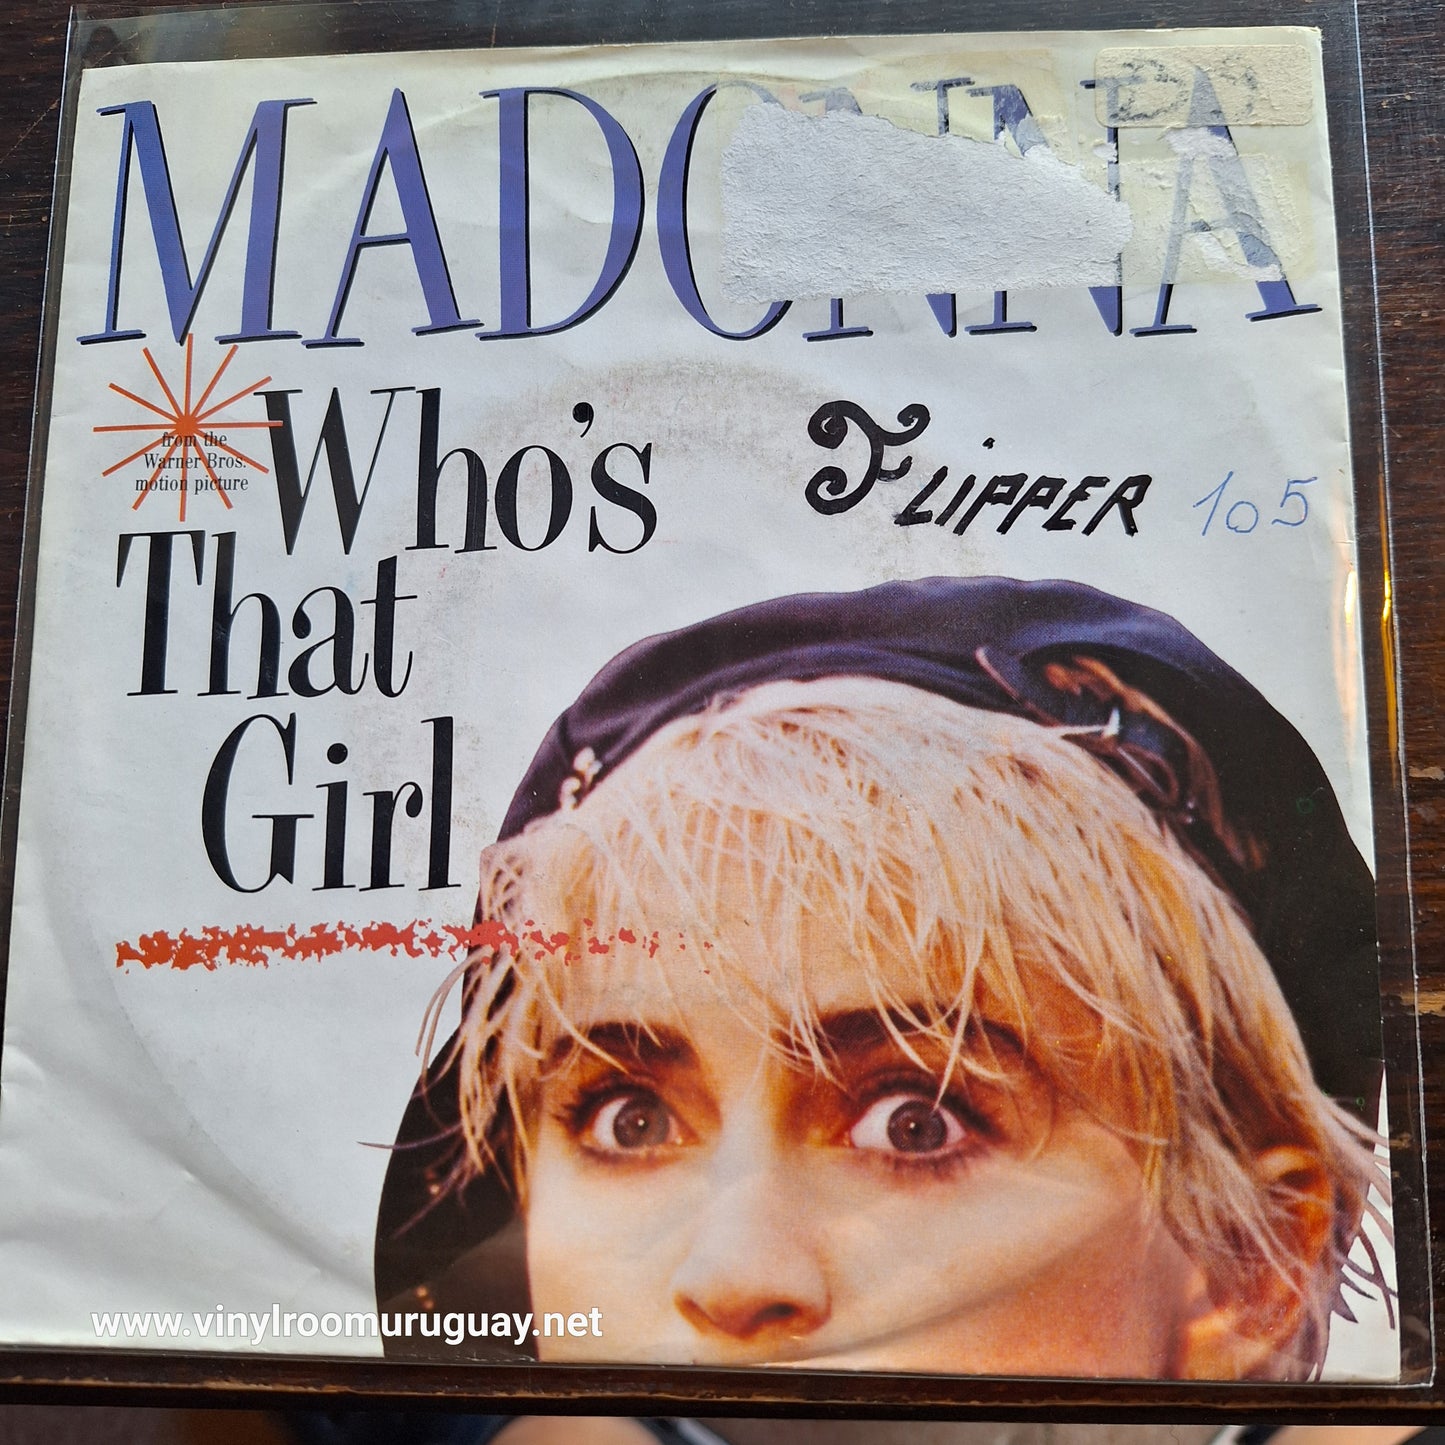 MADONNA
from the
Warner Bros.
motion picture
Who's
That
Girl
FLiPPER 105
www.vinylroomuruguay.net